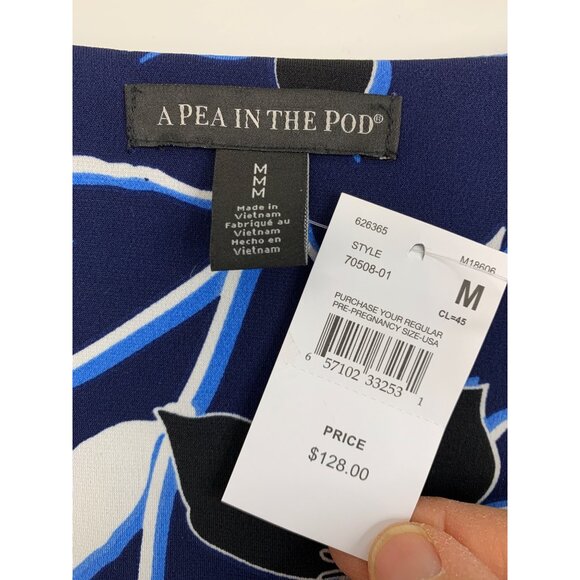 A PEA IN THE POD®
M
M
M
Made in
Vietnam
Fabriqué au
Vietnam
Hecho en
Vietnam
626365
STYLE
70508-01
M18606
M
CL=45
PURCHASE YOUR REGULAR
PRE-PREGNANCY SIZE-USA
6 57102 33253 1
PRICE
$128.00